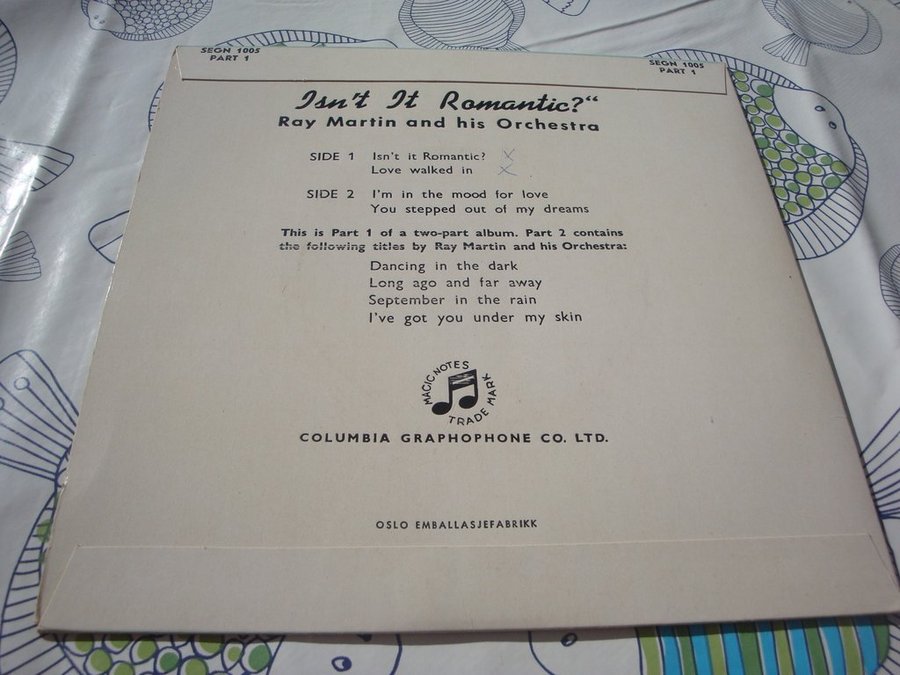 SEGN 1005
PART 1
SEGN 1005
PART 1
Isn't It Romantic?"
Ray Martin and his Orchestra
SIDE 1 Isn't it Romantic? X
Love walked in X
SIDE 2 I'm in the mood for love
You stepped out of my dreams
This is Part 1 of a two-part album. Part 2 contains
the following titles by Ray Martin and his Orchestra:
Dancing in the dark
Long ago and far away
September in the rain
I've got you under my skin
MAGIC NOTES
TRADE MARK
COLUMBIA GRAPHOPHONE CO. LTD.
OSLO EMBALLASJEFABRIKK